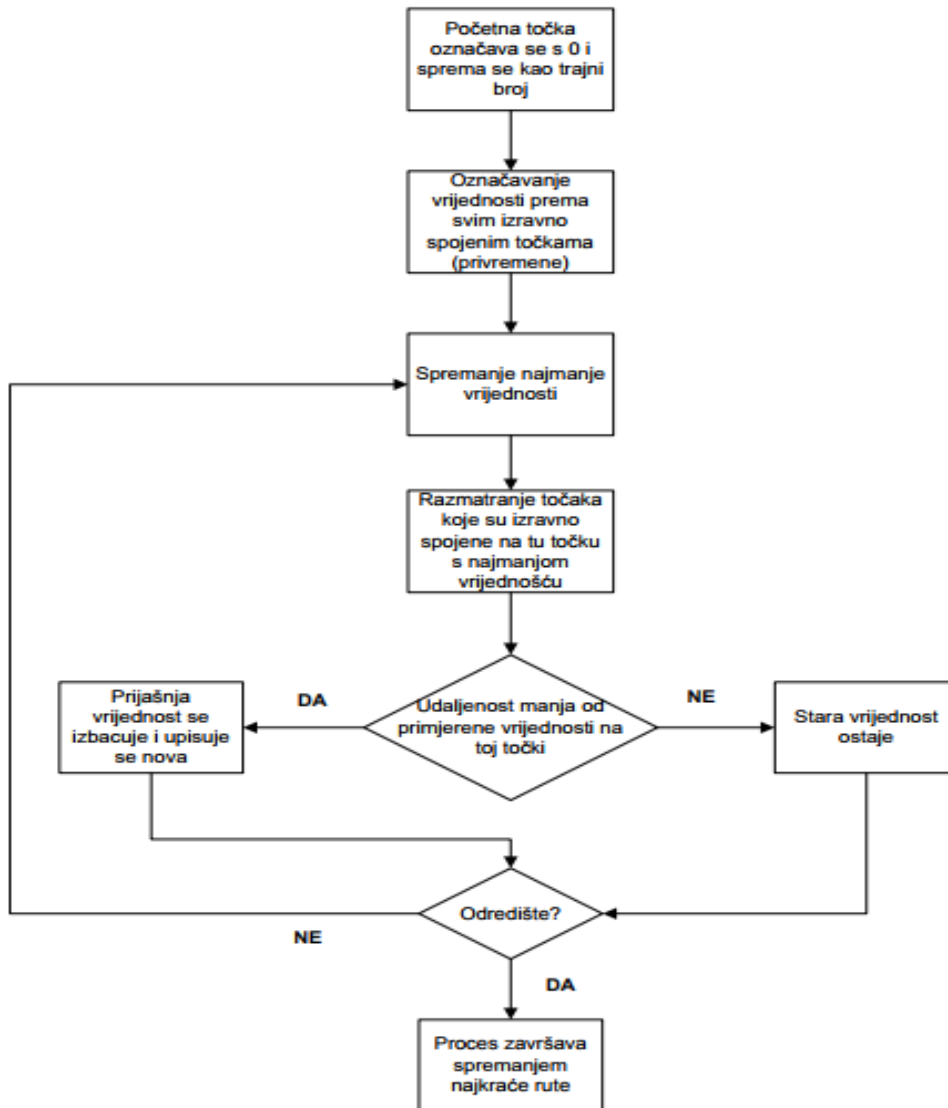 Početna točka
označava se s 0 i
sprema se kao trajni
broj
Označavanje
vrijednosti prema
svim izravno
spojenim točkama
(privremene)
Spremanje najmanje
vrijednosti
Razmatranje točaka
koje su izravno
spojene na tu točku
s najmanjom
vrijednošću
Prijašnja
vrijednost se
izbacuje i upisuje
se nova
DA
Udaljenost manja od
primjerene vrijednosti na
toj točki
NE
Stara vrijednost
ostaje
Odredište?
NE
DA
Proces završava
spremanjem
najkraće rute